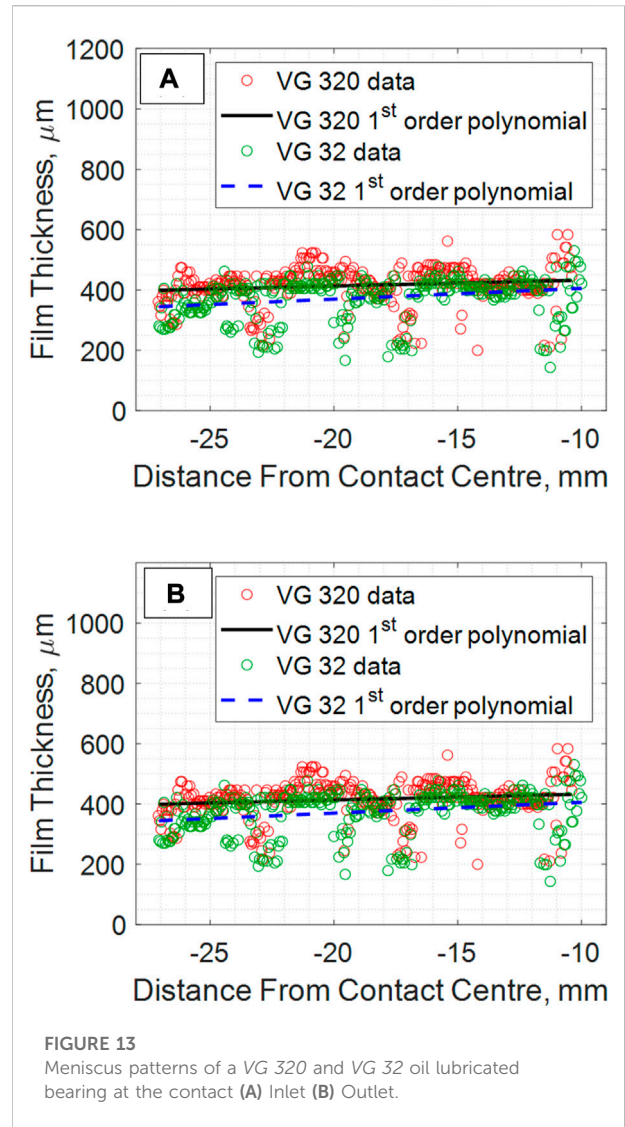 1200
1000
800
600
400
200
0
A
VG 320 data
VG 320 1st order polynomial
VG 32 data
VG 32 1st order polynomial
Film Thickness, μm
-25 -20 -15 -10
Distance From Contact Centre, mm
1000
800
600
400
200
0
B
VG 320 data
VG 320 1st order polynomial
VG 32 data
VG 32 1st order polynomial
Film Thickness, μm
-25 -20 -15 -10
Distance From Contact Centre, mm
FIGURE 13
Meniscus patterns of a VG 320 and VG 32 oil lubricated
bearing at the contact (A) Inlet (B) Outlet.